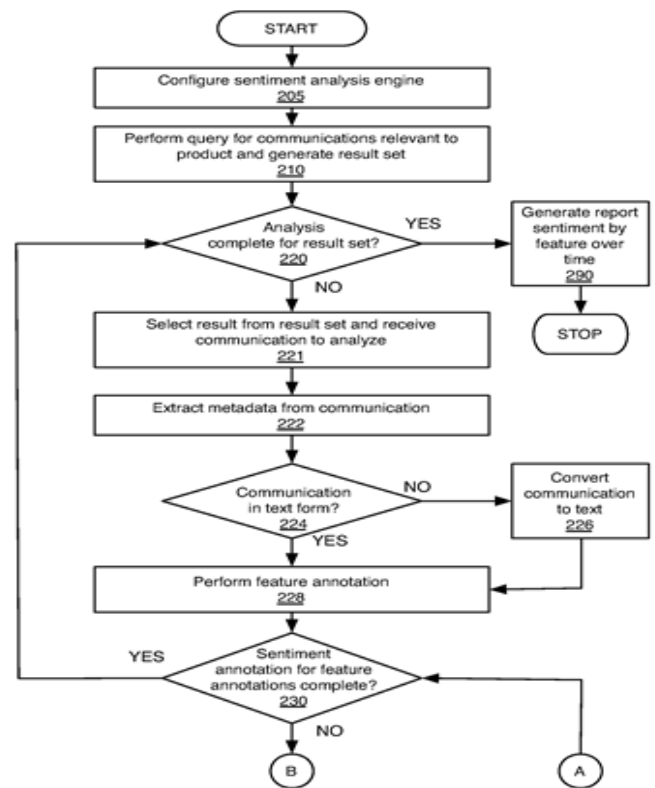 START
Configure sentiment analysis engine
205
Perform query for communications relevant to
product and generate result set
210
Analysis
complete for result set?
220
YES
NO
Generate report
sentiment by
feature over
time
290
STOP
Select result from result set and receive
communication to analyze
221
Extract metadata from communication
222
Communication
in text form?
224
NO
YES
Convert
communication
to text
226
Perform feature annotation
228
Sentiment
annotation for feature
annotations complete?
230
YES
NO
B
A